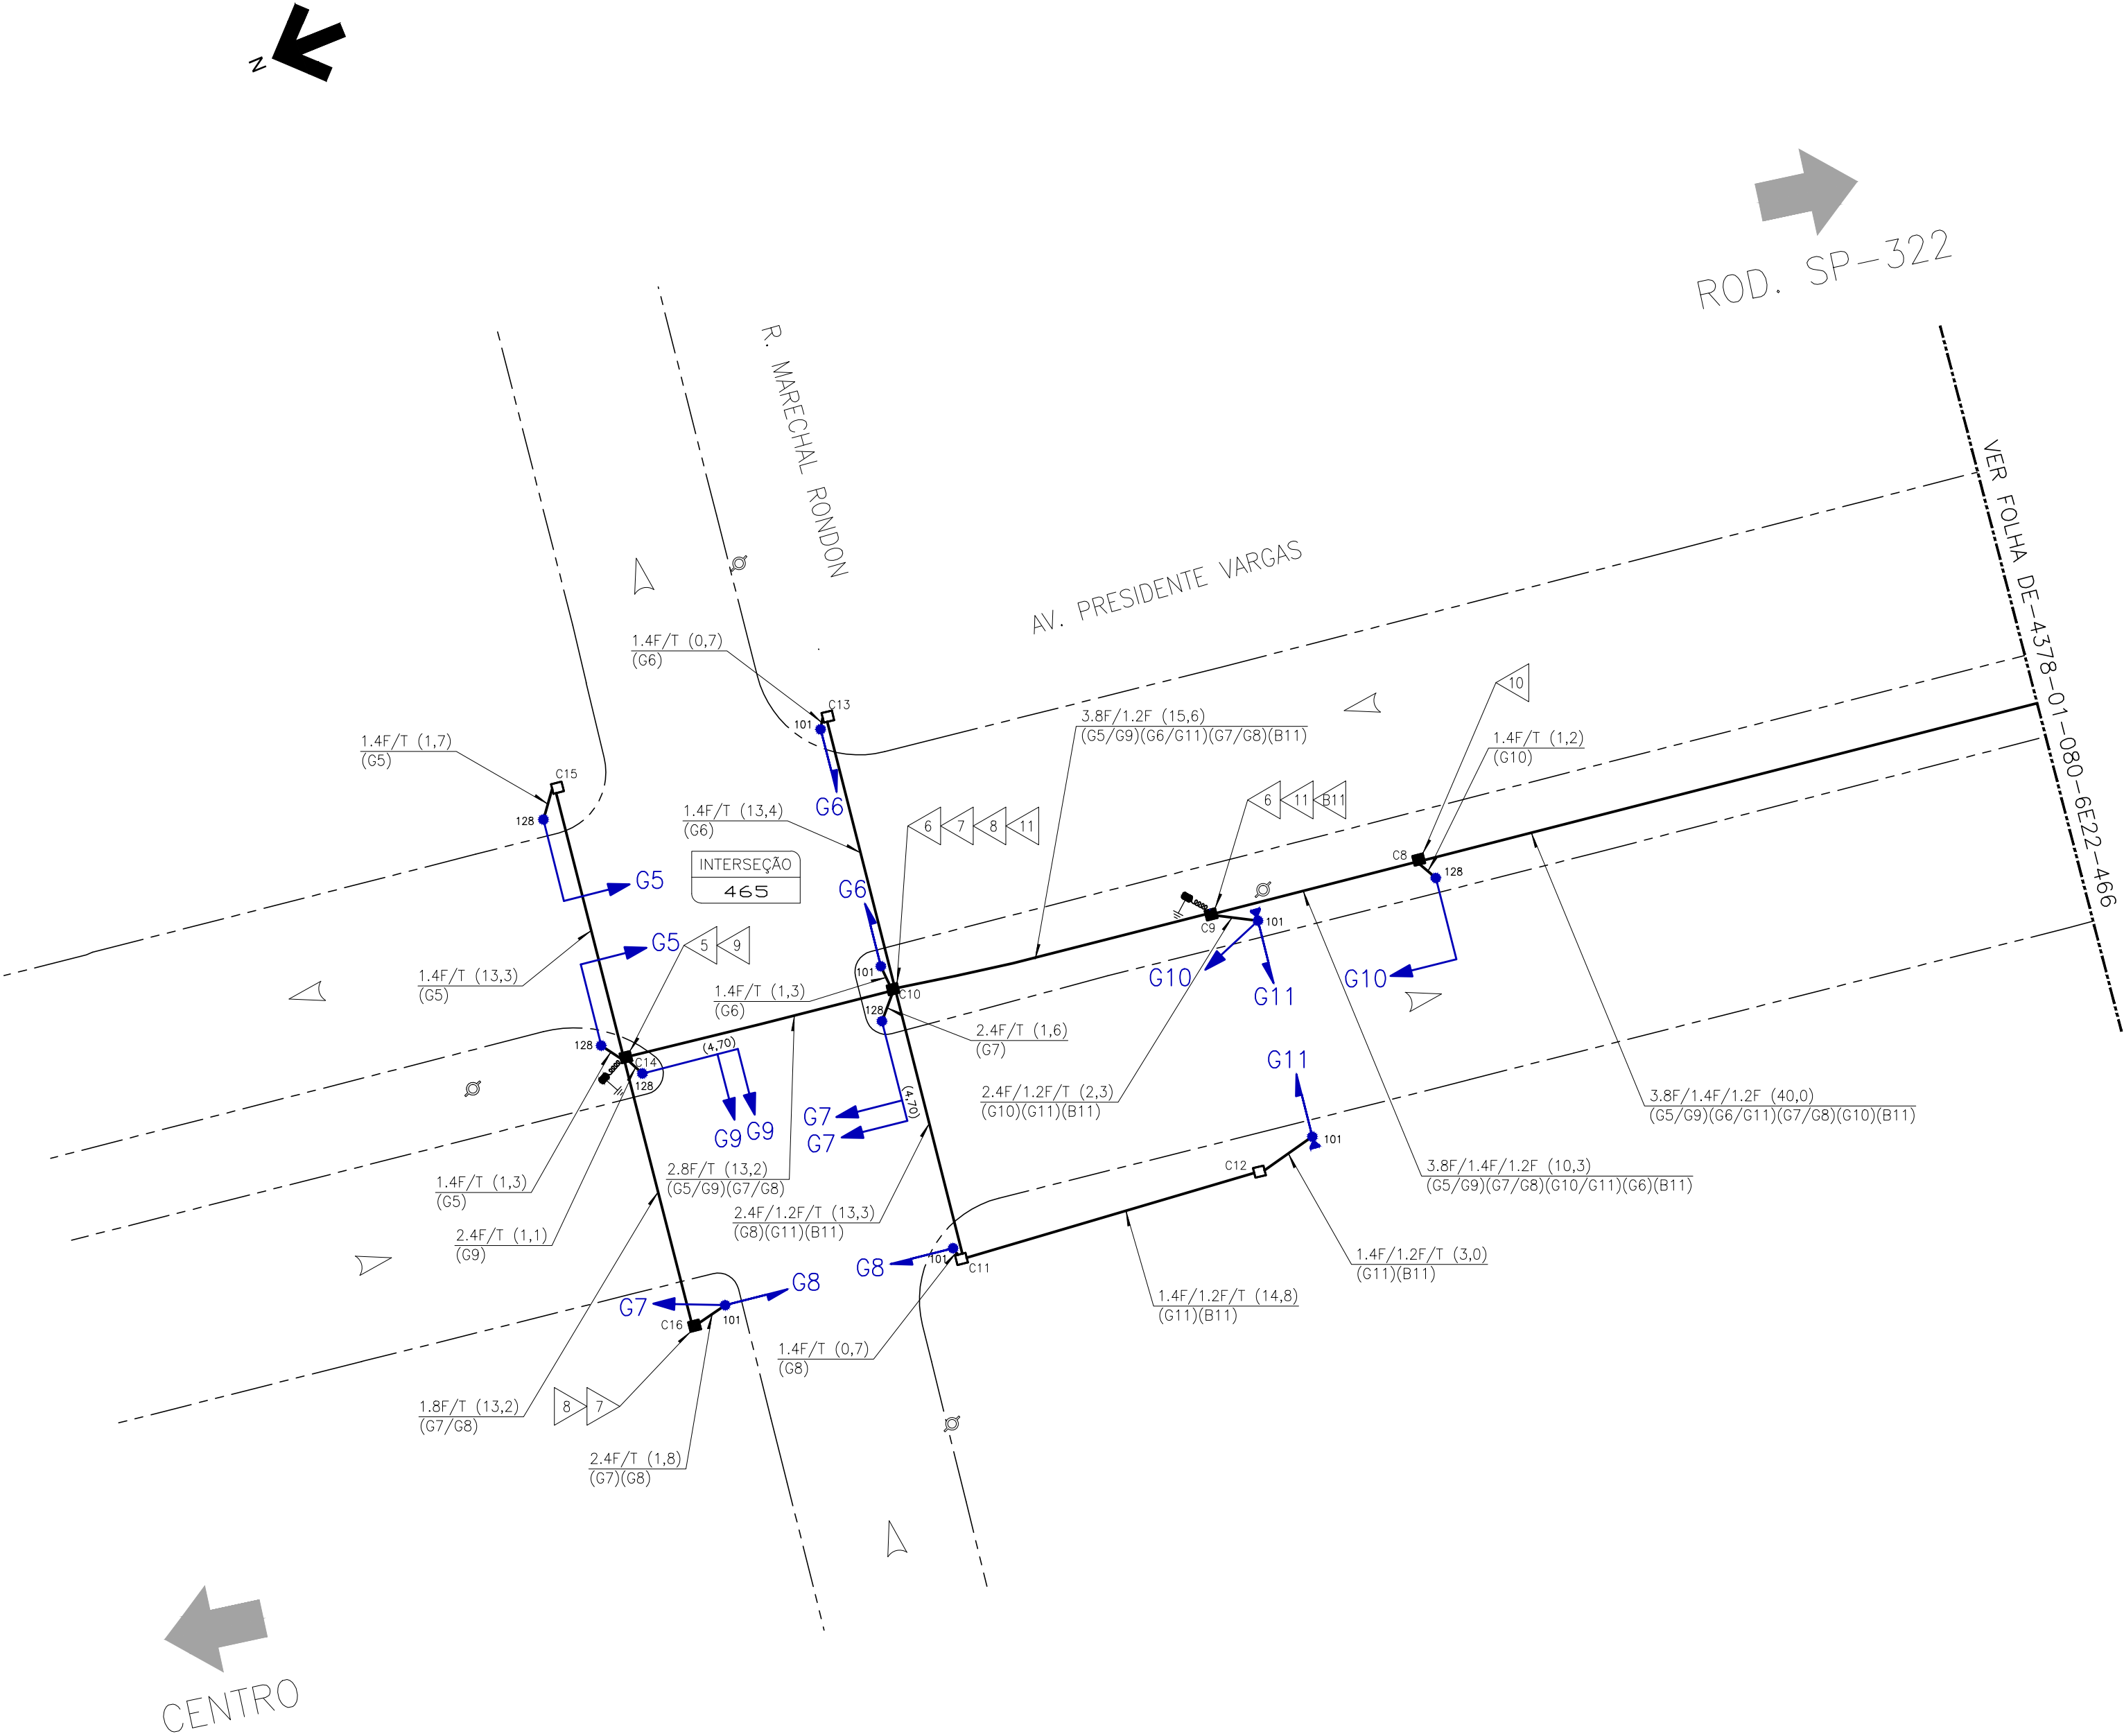 N
ROD. SP-322
R. MARECHAL RONDON
VER FOLHA DE-4378-01-080-6E22-466
AV. PRESIDENTE VARGAS
1.4F/T (0,7)
(G6)
10
C13
101
3.8F/1.2F (15,6)
(G5/G9)(G6/G11)(G7/G8)(B11)
1.4F/T (1,7)
(G5)
1.4F/T (1,2)
(G10)
C15
128
G6
1.4F/T (13,4)
(G6)
6 11 B11
6 7 8 11
INTERSEÇÃO
465
C8
128
G5
G6
C9
101
G5
5 9
1.4F/T (13,3)
(G5)
101
1.4F/T (1,3)
(G6)
C10
G10
G11
G10
128
2.4F/T (1,6)
(G7)
128
(4,70)
C14
128
G11
2.4F/1.2F/T (2,3)
(G10)(G11)(B11)
(4,70)
G7
G7
G9
G9
3.8F/1.4F/1.2F (40,0)
(G5/G9)(G6/G11)(G7/G8)(G10)(B11)
101
2.8F/T (13,2)
(G5/G9)(G7/G8)
C12
3.8F/1.4F/1.2F (10,3)
(G5/G9)(G7/G8)(G10/G11)(G6)(B11)
1.4F/T (1,3)
(G5)
2.4F/1.2F/T (13,3)
(G8)(G11)(B11)
2.4F/T (1,1)
(G9)
1.4F/1.2F/T (3,0)
(G11)(B11)
101
C11
G8
G8
G7
1.4F/1.2F/T (14,8)
(G11)(B11)
C16
101
1.4F/T (0,7)
(G8)
1.8F/T (13,2)
(G7/G8)
8 7
2.4F/T (1,8)
(G7)(G8)
CENTRO